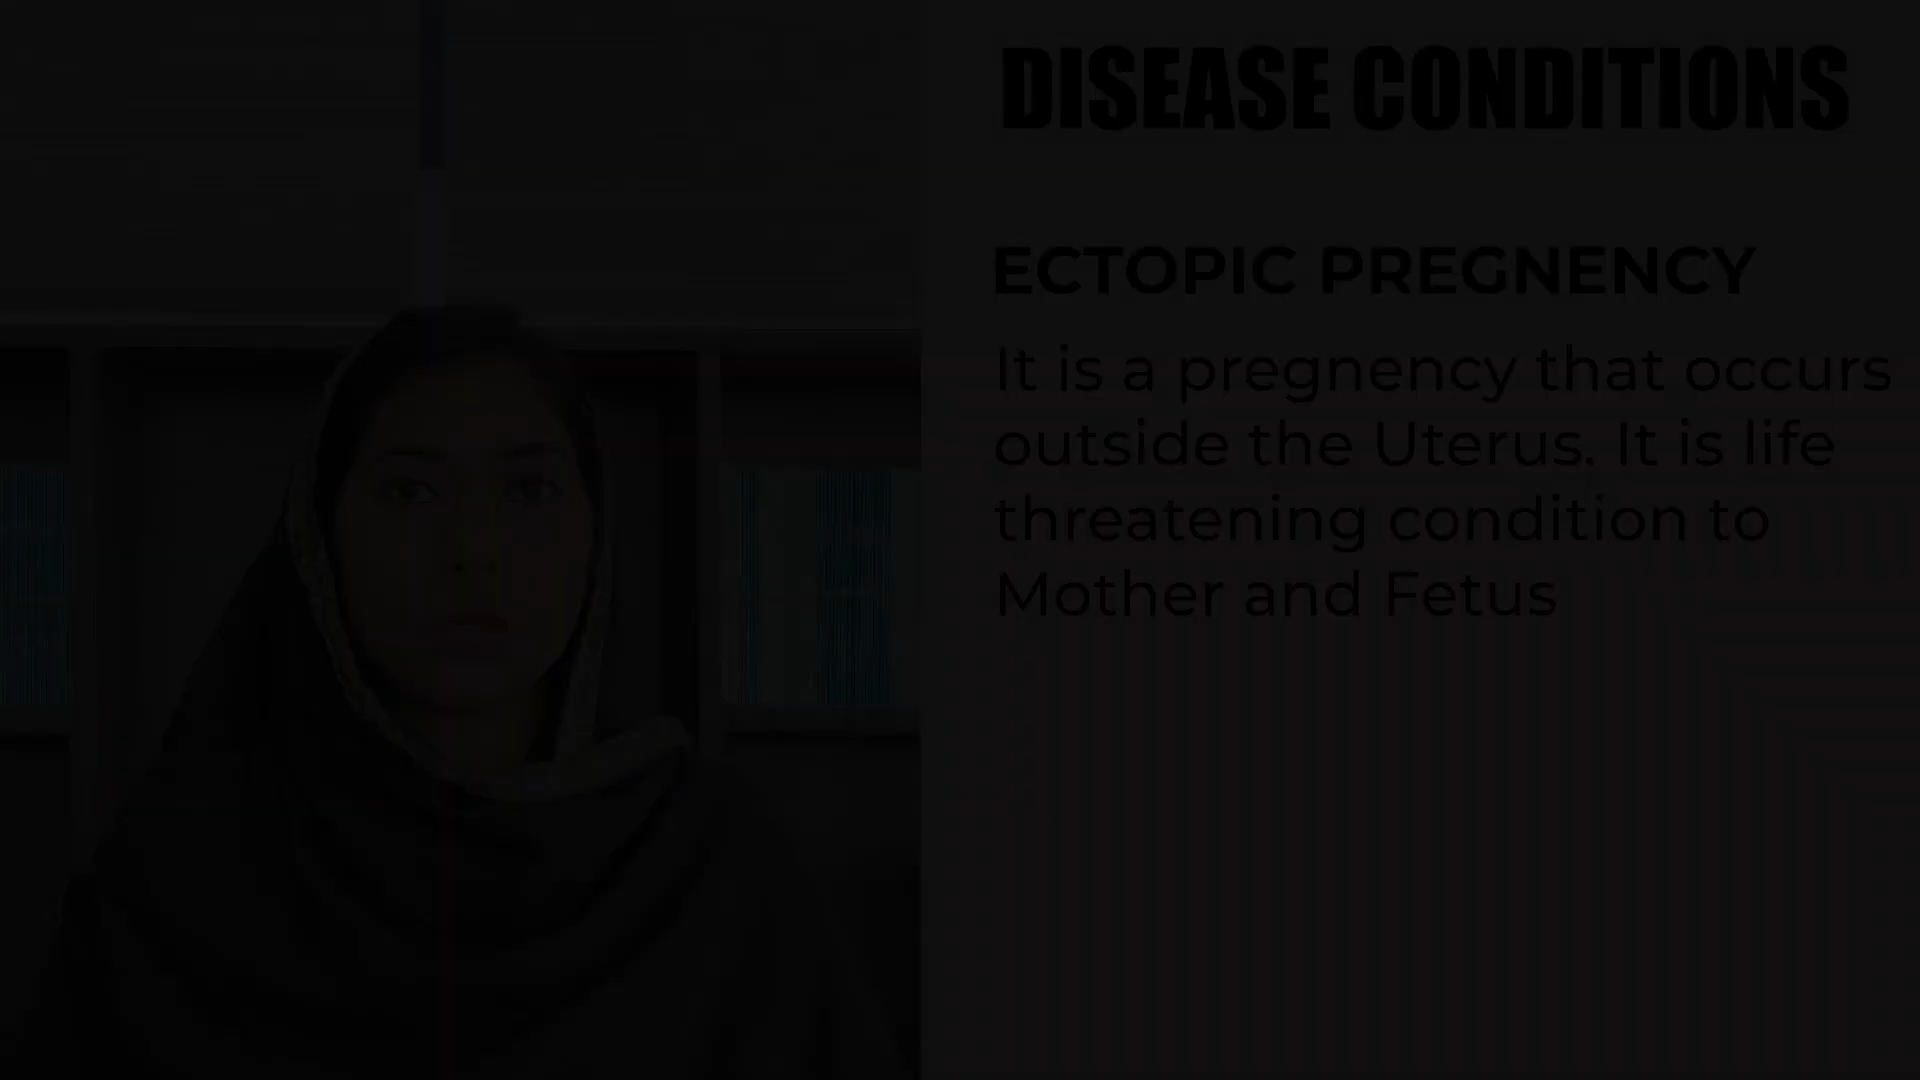 DISEASE CONDITIONS
ECTOPIC PREGNENCY
It is a pregnency that occurs
outside the Uterus. It is life
threatening condition to
Mother and Fetus